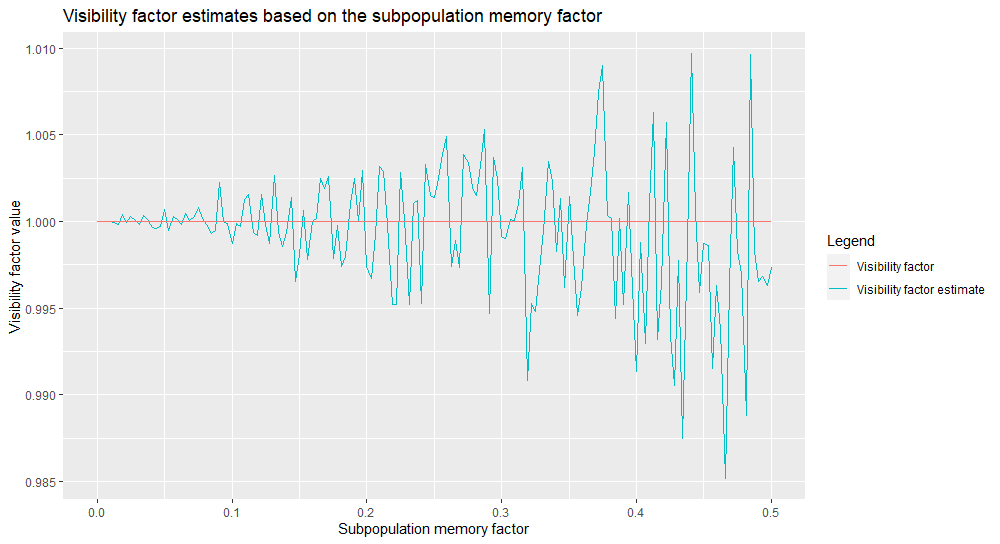 Visibility factor estimates based on the subpopulation memory factor
Visibility factor value
1.010
1.005
1.000
0.995
0.990
0.985
0.0 0.1 0.2 0.3 0.4 0.5
Subpopulation memory factor
Legend
Visibility factor
Visibility factor estimate